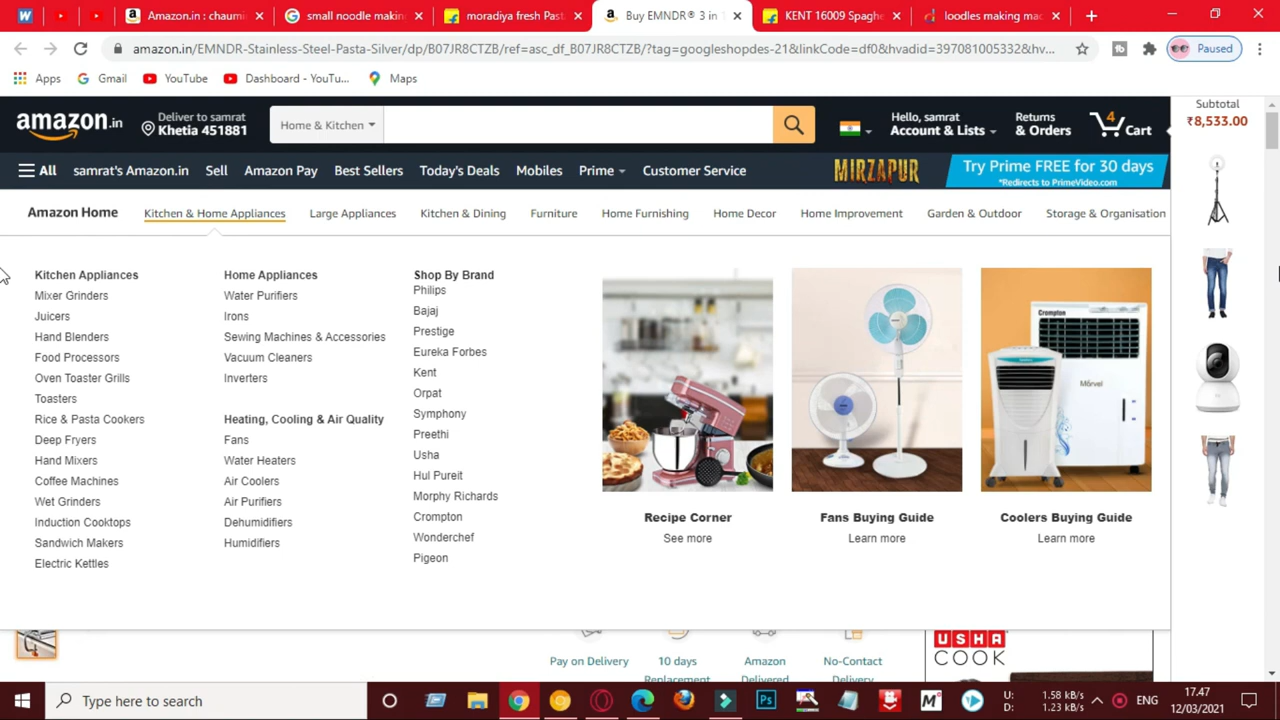 Amazon.in : chaumi
small noodle makin
moradiya fresh Past
Buy EMNDR® 3 in 1
KENT 16009 Spaghe
loodles making mac
amazon.in/EMNDR-Stainless-Steel-Pasta-Silver/dp/B07JR8CTZB/ref=asc_df_B07JR8CTZB/?tag=googleshopdes-21&linkCode=df0&hvadid=397081005332&hv...
Paused
Apps
Gmail
YouTube
Dashboard - YouTu...
Maps
amazon.in
Deliver to samrat
Khetia 451881
Home & Kitchen
Hello, samrat
Account & Lists
Returns
& Orders
4
Cart
Subtotal
₹8,533.00
All
samrat's Amazon.in
Sell
Amazon Pay
Best Sellers
Today's Deals
Mobiles
Prime
Customer Service
MIRZAPUR
Try Prime FREE for 30 days
*Redirects to PrimeVideo.com
Amazon Home
Kitchen & Home Appliances
Large Appliances
Kitchen & Dining
Furniture
Home Furnishing
Home Decor
Home Improvement
Garden & Outdoor
Storage & Organisation
Kitchen Appliances
Mixer Grinders
Juicers
Hand Blenders
Food Processors
Oven Toaster Grills
Toasters
Rice & Pasta Cookers
Deep Fryers
Hand Mixers
Coffee Machines
Wet Grinders
Induction Cooktops
Sandwich Makers
Electric Kettles
Home Appliances
Water Purifiers
Irons
Sewing Machines & Accessories
Vacuum Cleaners
Inverters
Heating, Cooling & Air Quality
Fans
Water Heaters
Air Coolers
Air Purifiers
Dehumidifiers
Humidifiers
Shop By Brand
Philips
Bajaj
Prestige
Eureka Forbes
Kent
Orpat
Symphony
Preethi
Usha
Hul Pureit
Morphy Richards
Crompton
Wonderchef
Pigeon
Crompton
Marvel
Recipe Corner
See more
Fans Buying Guide
Learn more
Coolers Buying Guide
Learn more
Pay on Delivery
10 days
Replacement
Amazon
Delivered
No-Contact
Delivery
USHA
COOK
Type here to search
U:
D:
1.58 kB/s
1.23 kB/s
ENG
17.47
12/03/2021